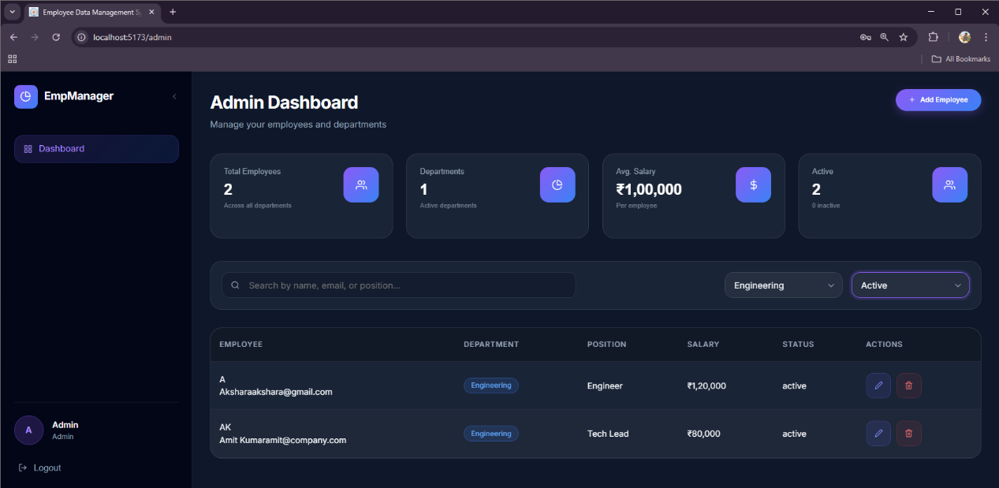 Employee Data Management Sy
localhost:5173/admin
All Bookmarks
EmpManager
Dashboard
Admin Dashboard
Manage your employees and departments
+ Add Employee
Total Employees
2
Across all departments
Departments
1
Active departments
Avg. Salary
₹1,00,000
Per employee
$
Active
2
0 inactive
Search by name, email, or position...
Engineering
Active
EMPLOYEE DEPARTMENT POSITION SALARY STATUS ACTIONS
A
Aksharaakshara@gmail.com Engineering Engineer ₹1,20,000 active
AK
Amit Kumaramit@company.com Engineering Tech Lead ₹80,000 active
A
Admin
Admin
Logout